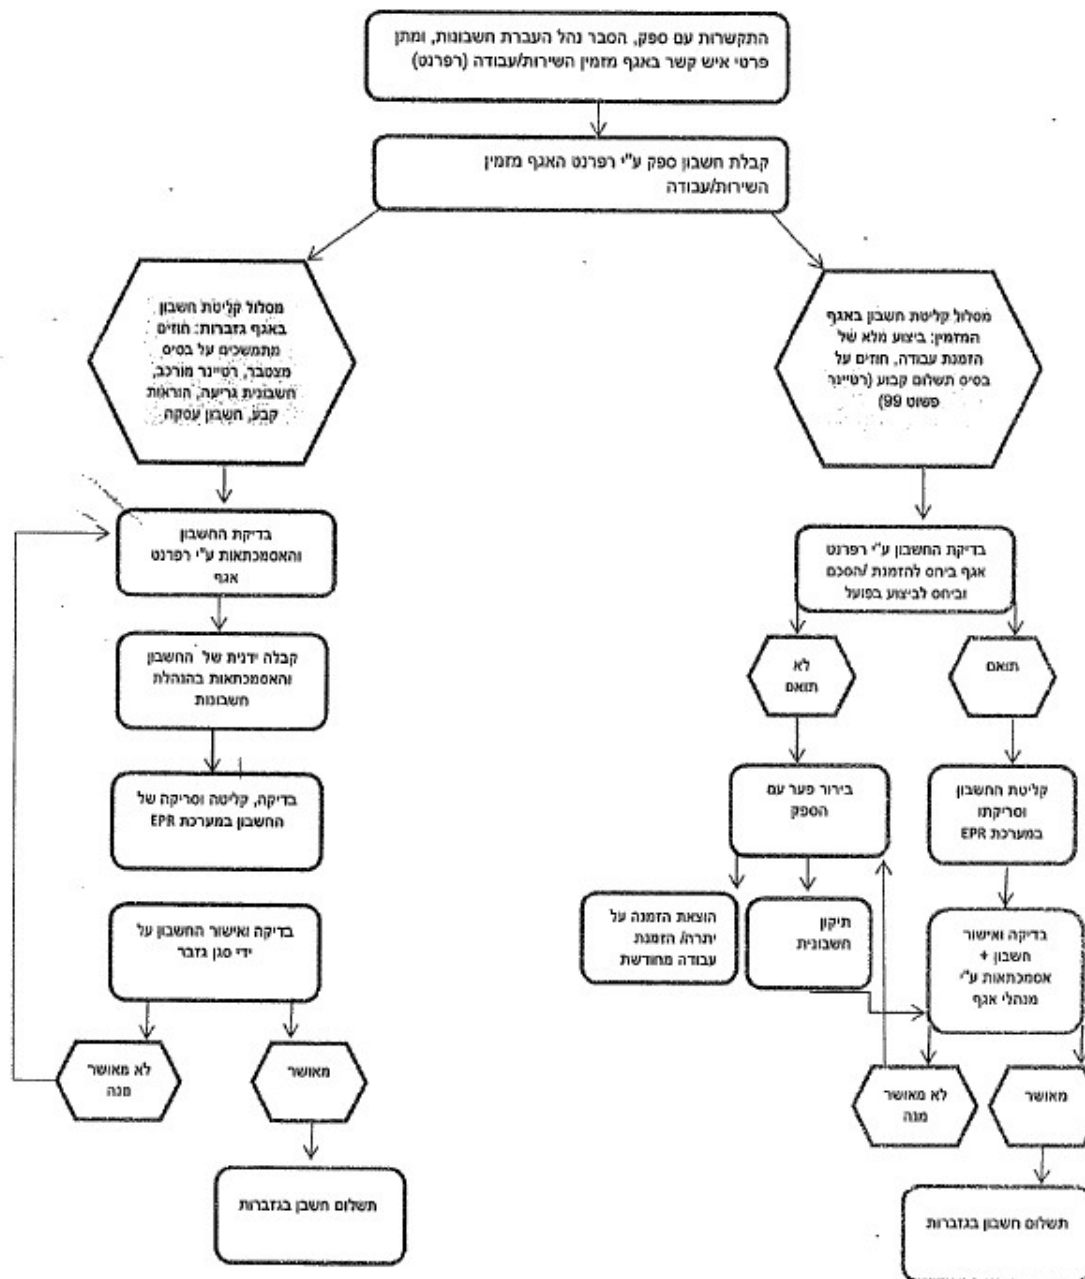 התקשרות עם ספק, הסבר נהל העברת חשבונות, ומתן
פרטי איש קשר באגף מזמין השירות/עבודה (רפרנט)
קבלת חשבון ספק ע"י רפרנט האגף מזמין
השירות/עבודה
מסלול קליטת חשבון באגף
המזמין: ביצוע מלא של
הזמנת עבודה, חוזים על
בסיס תשלום קבוע (רטיינר
פשוט 99)
בדיקת החשבון ע"י רפרנט
אגף ביחס להזמנת /הסכם
וביחס לביצוע בפועל
תואם
לא
תואם
קליטת החשבון
וסריקתו
במערכת EPR
בירור פער עם
הספק
תיקון
חשבונית
הוצאת הזמנה על
יתרה/ הזמנת
עבודה מחודשת
בדיקה ואישור
חשבון +
אסמכתאות ע"י
מנהלי אגף
מאושר
לא מאושר
מנה
תשלום חשבון בגזברות
מסלול קליטת חשבון
באגף גזברות: חוזים
מתמשכים על בסיס
מצטבר, רטיינר מורכב,
חשבונית גריעה, הוראות
קבע, חשבון עסקה
בדיקת החשבון
והאסמכתאות ע"י רפרנט
אגף
קבלה ידנית של החשבון
והאסמכתאות בהנהלת
חשבונות
בדיקה, קליטה וסריקה של
החשבון במערכת EPR
בדיקה ואישור החשבון על
ידי סגן גזבר
מאושר
לא מאושר
מנה
תשלום חשבן בגזברות